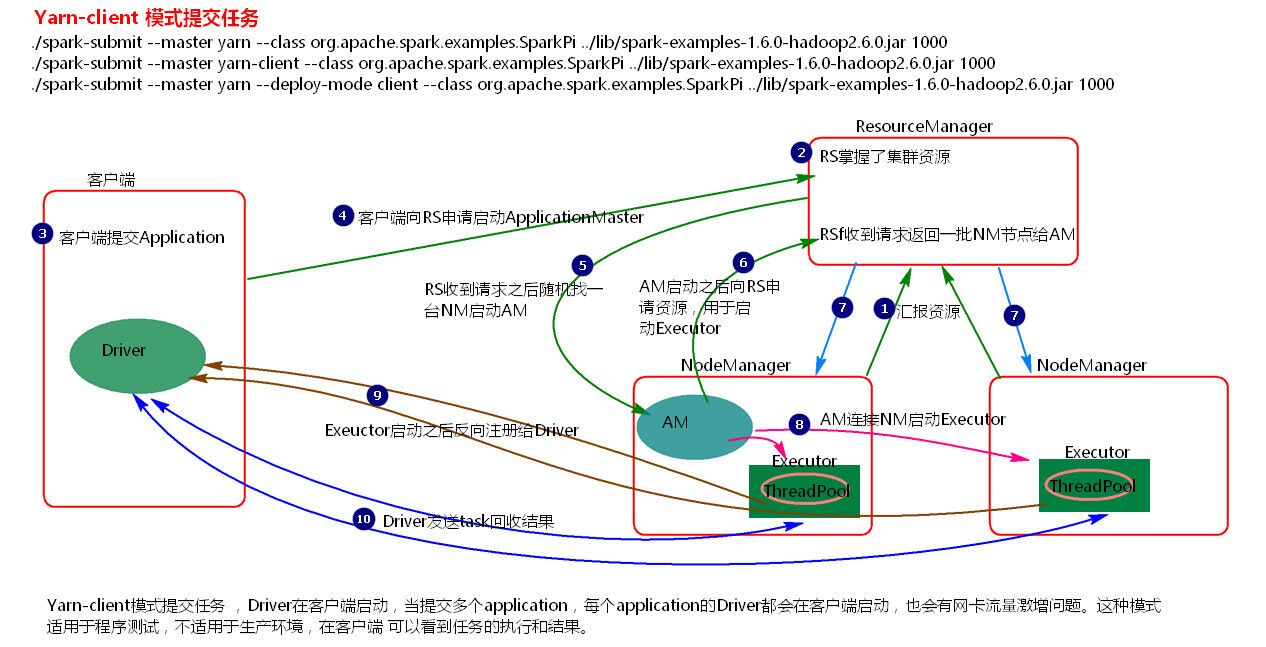 Yarn-client 模式提交任务
./spark-submit --master yarn --class org.apache.spark.examples.SparkPi ../lib/spark-examples-1.6.0-hadoop2.6.0.jar 1000
./spark-submit --master yarn-client --class org.apache.spark.examples.SparkPi ../lib/spark-examples-1.6.0-hadoop2.6.0.jar 1000
./spark-submit --master yarn --deploy-mode client --class org.apache.spark.examples.SparkPi ../lib/spark-examples-1.6.0-hadoop2.6.0.jar 1000
ResourceManager
2 RS掌握了集群资源
客户端
4 客户端向RS申请启动ApplicationMaster
3 客户端提交Application
RSf收到请求返回一批NM节点给AM
5
6
RS收到请求之后随机找一
台NM启动AM
AM启动之后向RS申
请资源，用于启
动Executor
7
1 汇报资源
7
Driver
NodeManager
NodeManager
9
Exeuctor启动之后反向注册给Driver
AM
8 AM连接NM启动Executor
Executor
ThreadPool
Executor
ThreadPool
10 Driver发送task回收结果
Yarn-client模式提交任务 ，Driver在客户端启动，当提交多个application，每个application的Driver都会在客户端启动，也会有网卡流量激增问题。这种模式
适用于程序测试，不适用于生产环境，在客户端 可以看到任务的执行和结果。